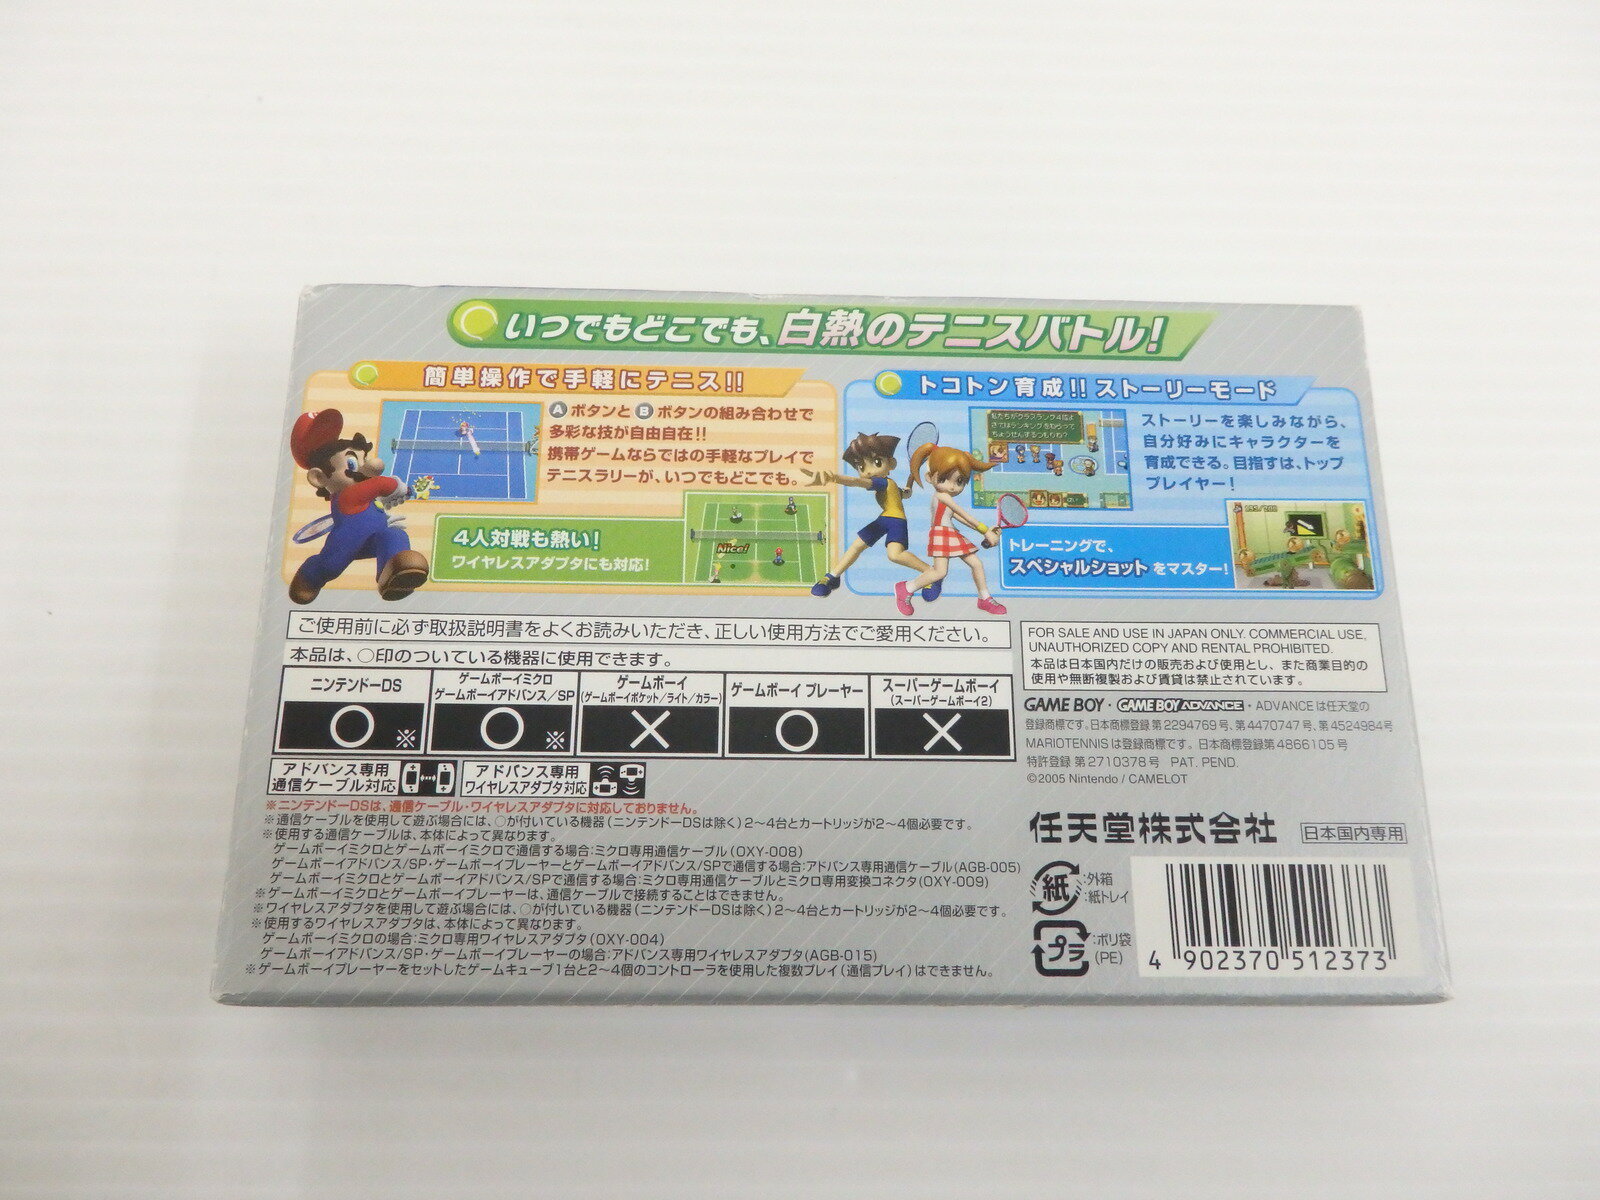 いつでもどこでも、白熱のテニスバトル!
簡単操作で手軽にテニス!!
Aボタンと Bボタンの組み合わせで
多彩な技が自由自在!!
携帯ゲームならではの手軽なプレイで
テニスラリーが、いつでもどこでも。
4人対戦も熱い!
ワイヤレスアダプタにも対応!
Nice!
トコトン育成!! ストーリーモード
ストーリーを楽しみながら、
自分好みにキャラクターを
育成できる。目指すは、トップ
プレイヤー!
トレーニングで、
スペシャルショット をマスター!
ご使用前に必ず取扱説明書をよくお読みいただき、正しい使用方法でご愛用ください。
本品は、○印のついている機器に使用できます。
ニンテンドーDS
○ ※
ゲームボーイミクロ
ゲームボーイアドバンス/SP
○ ※
ゲームボーイ
(ゲームボーイポケット/ライト/カラー)
×
ゲームボーイ プレーヤー
○
スーパーゲームボーイ
(スーパーゲームボーイ2)
×
アドバンス専用
通信ケーブル対応
アドバンス専用
ワイヤレスアダプタ対応
※ニンテンドーDSは、通信ケーブル・ワイヤレスアダプタに対応しておりません。
※通信ケーブルを使用して遊ぶ場合には、○が付いている機器(ニンテンドーDSは除く)2~4台とカートリッジが2~4個必要です。
※使用する通信ケーブルは、本体によって異なります。
ゲームボーイミクロとゲームボーイミクロで通信する場合:ミクロ専用通信ケーブル(OXY-008)
ゲームボーイアドバンス/SP・ゲームボーイプレーヤーとゲームボーイアドバンス/SPで通信する場合:アドバンス専用通信ケーブル(AGB-005)
ゲームボーイミクロとゲームボーイアドバンス/SPで通信する場合:ミクロ専用通信ケーブルとミクロ専用変換コネクタ(OXY-009)
※ゲームボーイミクロとゲームボーイプレーヤーは、通信ケーブルで接続することはできません。
※ワイヤレスアダプタを使用して遊ぶ場合には、○が付いている機器(ニンテンドーDSは除く)2~4台とカートリッジが2~4個必要です。
※使用するワイヤレスアダプタは、本体によって異なります。
ゲームボーイミクロの場合:ミクロ専用ワイヤレスアダプタ(OXY-004)
ゲームボーイアドバンス/SP・ゲームボーイプレーヤーの場合:アドバンス専用ワイヤレスアダプタ(AGB-015)
※ゲームボーイプレーヤーをセットしたゲームキューブ1台と2~4個のコントローラを使用した複数プレイ(通信プレイ)はできません。
FOR SALE AND USE IN JAPAN ONLY. COMMERCIAL USE,
UNAUTHORIZED COPY AND RENTAL PROHIBITED.
本品は日本国内だけの販売および使用とし、また商業目的の
使用や無断複製および賃貸は禁止されています。
GAME BOY・GAME BOY ADVANCE・ADVANCEは任天堂の
登録商標です。日本商標登録 第2294769号、第4470747号、第4524984号
MARIOTENNISは登録商標です。日本商標登録第4866105号
特許登録 第2710378号 PAT. PEND.
©2005 Nintendo / CAMELOT
任天堂株式会社
日本国内専用
紙 :外箱
:紙トレイ
プラ :ポリ袋
(PE)
4 902370 512373